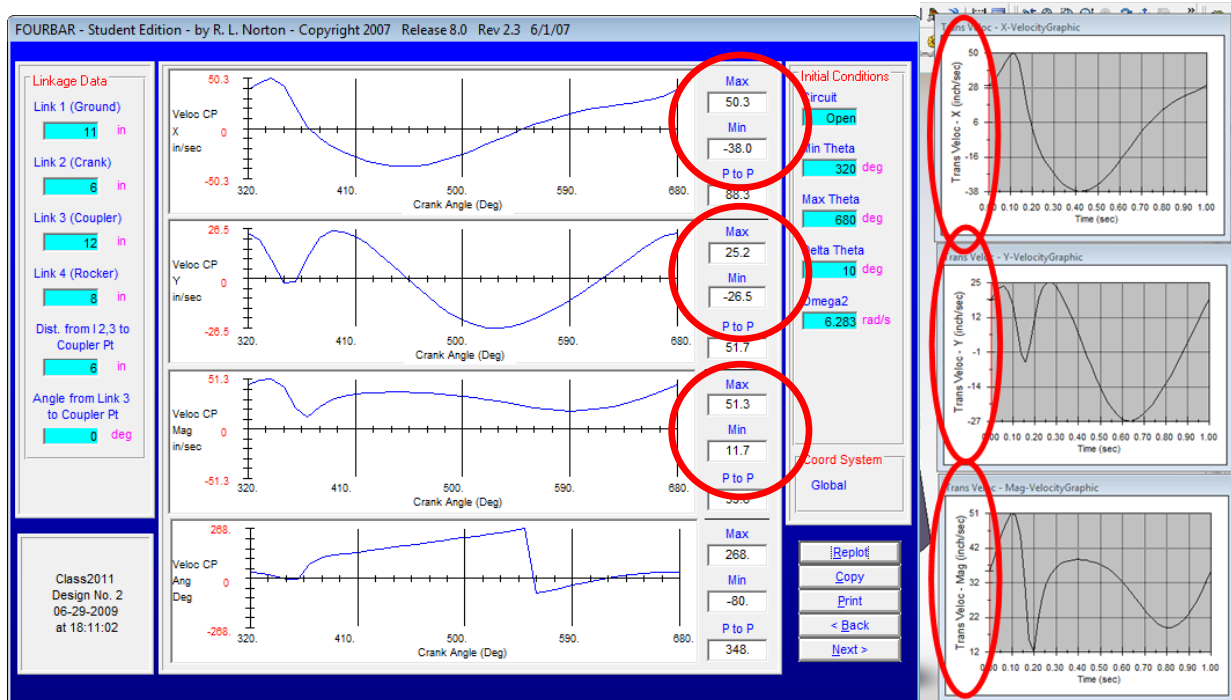 FOURBAR - Student Edition - by R. L. Norton - Copyright 2007 Release 8.0 Rev 2.3 6/1/07
Linkage Data
Link 1 (Ground)
11 in
Link 2 (Crank)
6 in
Link 3 (Coupler)
12 in
Link 4 (Rocker)
8 in
Dist. from I 2,3 to
Coupler Pt
6 in
Angle from Link 3
to Coupler Pt
0 deg
Class2011
Design No. 2
06-29-2009
at 18:11:02
50.3
Veloc CP
X 0
in/sec
-50.3
320. 410. 500. 590. 680.
Crank Angle (Deg)
Max
50.3
Min
-38.0
P to P
88.3
26.5
Veloc CP
Y 0
in/sec
-26.5
320. 410. 500. 590. 680.
Crank Angle (Deg)
Max
25.2
Min
-26.5
P to P
51.7
51.3
Veloc CP
Mag 0
in/sec
-51.3
320. 410. 500. 590. 680.
Crank Angle (Deg)
Max
51.3
Min
11.7
P to P
268.
Veloc CP
Ang 0
Deg
-268.
320. 410. 500. 590. 680.
Crank Angle (Deg)
Max
268.
Min
-80.
P to P
348.
Initial Conditions
Circuit
Open
Min Theta
320 deg
Max Theta
680 deg
Delta Theta
10 deg
Omega2
6.283 rad/s
Coord System
Global
Replot
Copy
Print
< Back
Next >
Trans Veloc - X-VelocityGraphic
Trans Veloc - X (inch/sec)
50
28
6
-16
-38
0.00 0.10 0.20 0.30 0.40 0.50 0.60 0.70 0.80 0.90 1.00
Time (sec)
Trans Veloc - Y-VelocityGraphic
Trans Veloc - Y (inch/sec)
25
12
-1
-14
-27
0.10 0.20 0.30 0.40 0.50 0.60 0.70 0.80 0.90 1.00
Time (sec)
Trans Veloc - Mag-VelocityGraphic
Trans Veloc - Mag (inch/sec)
51
42
32
22
12
0.00 0.10 0.20 0.30 0.40 0.50 0.60 0.70 0.80 0.90 1.00
Time (sec)